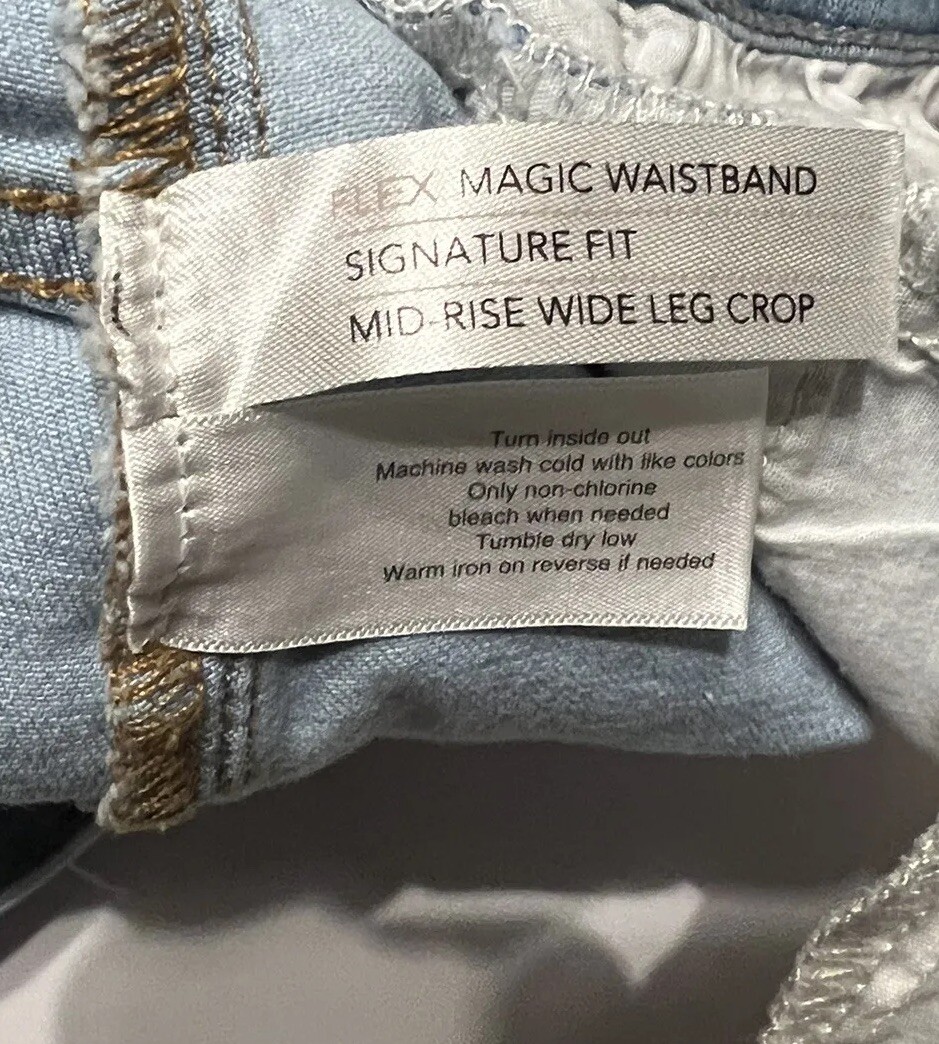 FLEX MAGIC WAISTBAND
SIGNATURE FIT
MID-RISE WIDE LEG CROP
Turn inside out
Machine wash cold with like colors
Only non-chlorine
bleach when needed
Tumble dry low
Warm iron on reverse if needed